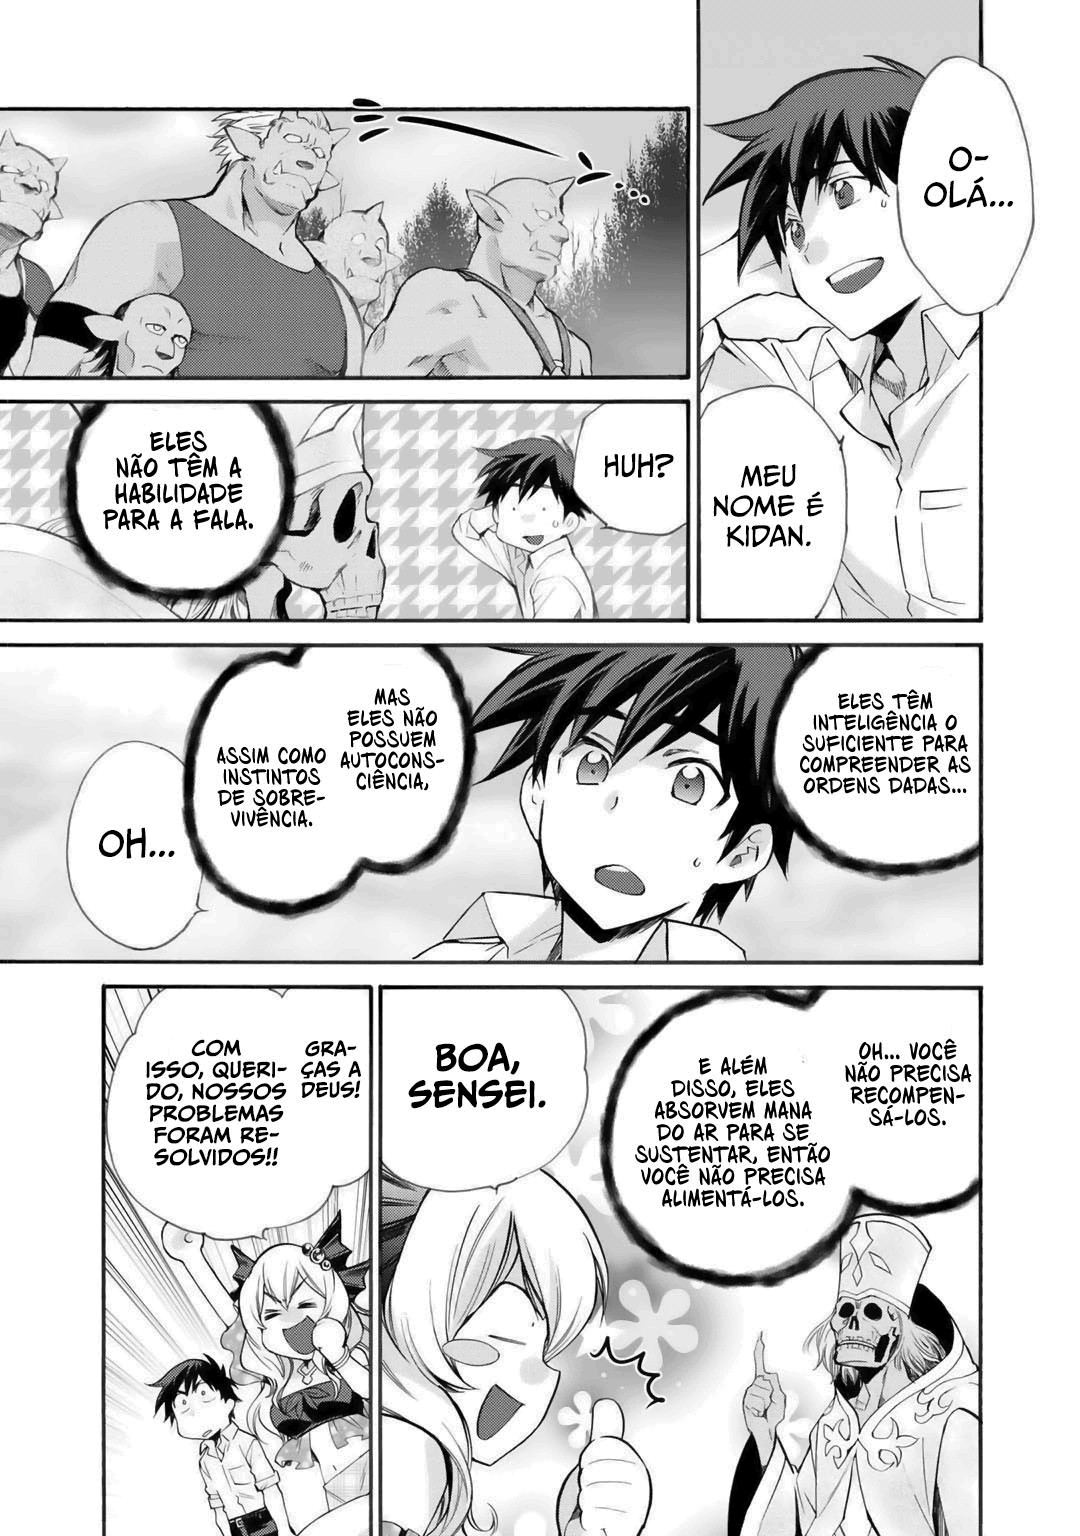 O-
OLÁ...
MEU
NOME É
KIDAN.
HUH?
ELES
NÃO TÊM A
HABILIDADE
PARA A FALA.
ELES TÊM
INTELIGÊNCIA O
SUFICIENTE PARA
COMPREENDER AS
ORDENS DADAS...
MAS
ELES NÃO
POSSUEM
AUTOCONS-
CIÊNCIA,
ASSIM COMO
INSTINTOS
DE SOBRE-
VIVÊNCIA.
OH...
OH... VOCÊ
NÃO PRECISA
RECOMPEN-
SÁ-LOS.
E ALÉM
DISSO, ELES
ABSORVEM MANA
DO AR PARA SE
SUSTENTAR, ENTÃO
VOCÊ NÃO PRECISA
ALIMENTÁ-LOS.
BOA,
SENSEI.
GRA-
ÇAS A
DEUS!
COM
ISSO, QUERI-
DO, NOSSOS
PROBLEMAS
FORAM RE-
SOLVIDOS!!